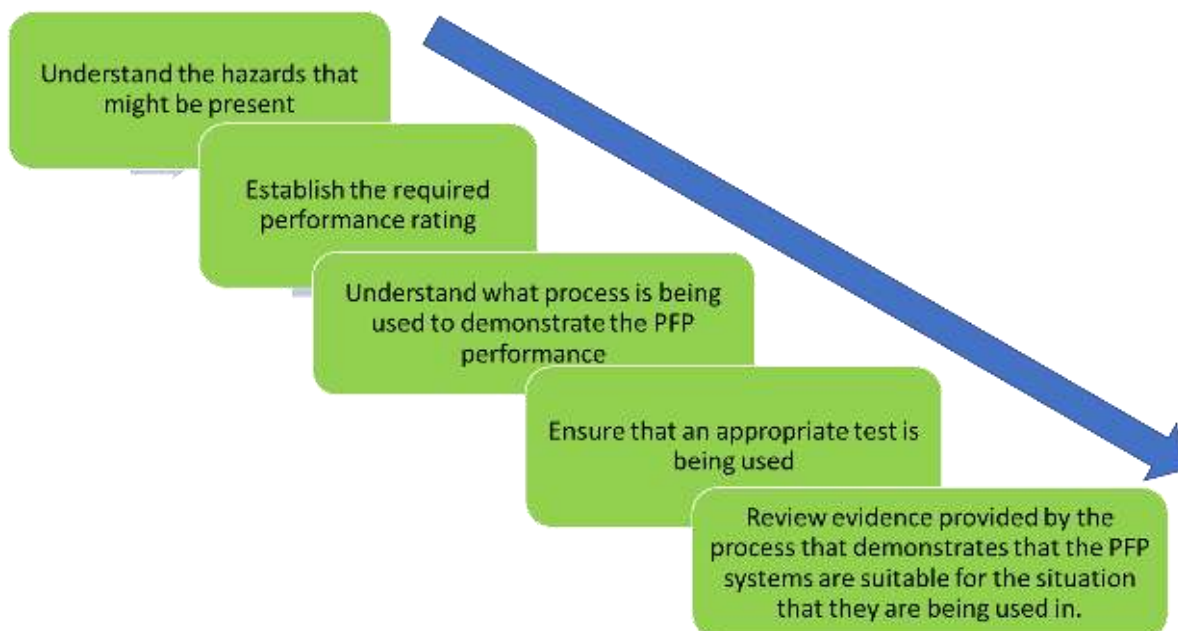 Understand the hazards that
might be present
Establish the required
performance rating
Understand what process is being
used to demonstrate the PFP
performance
Ensure that an appropriate test is
being used
Review evidence provided by the
process that demonstrates that the PFP
systems are suitable for the situation
that they are being used in.